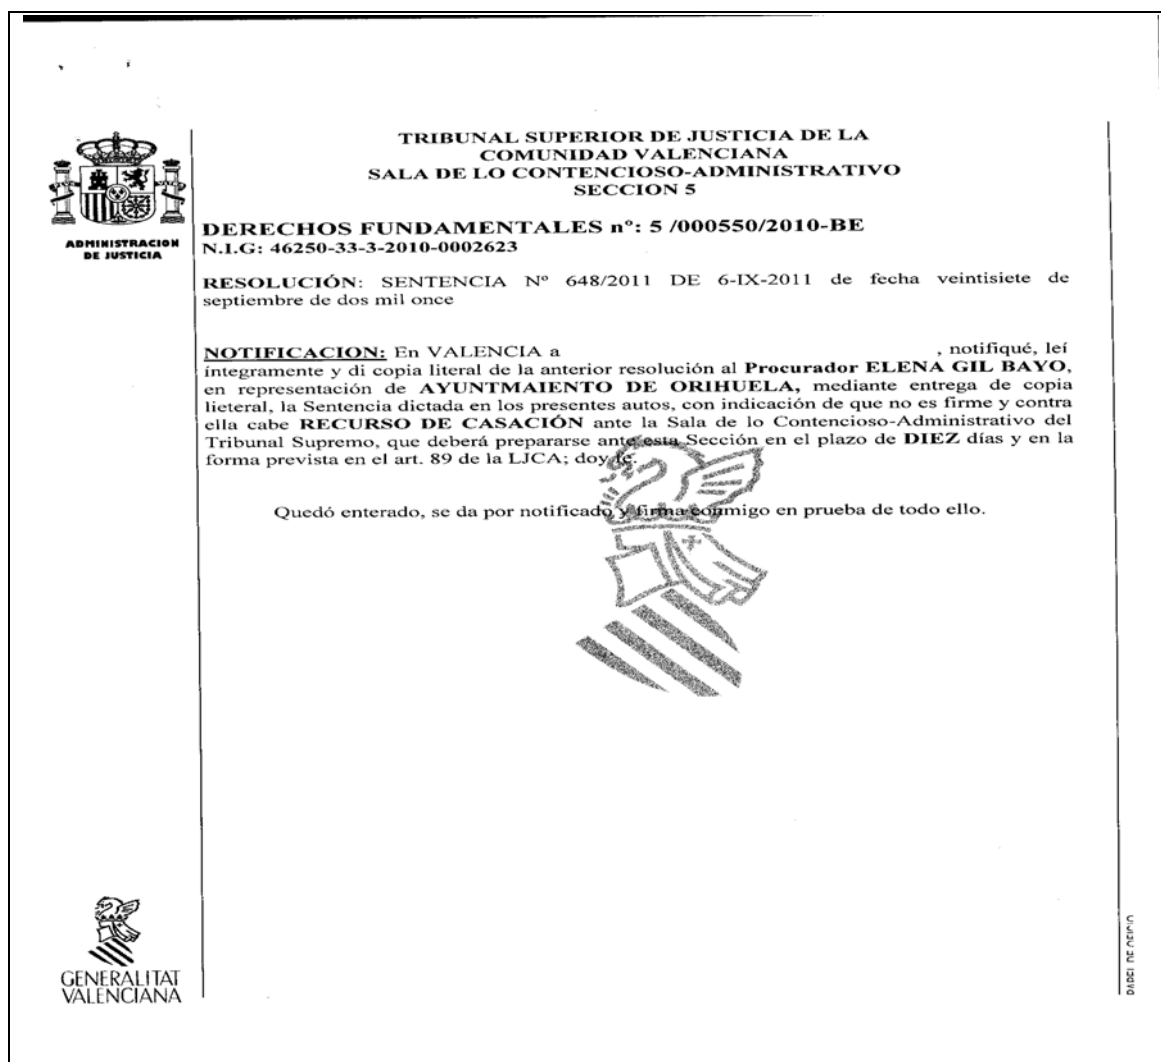 TRIBUNAL SUPERIOR DE JUSTICIA DE LA
COMUNIDAD VALENCIANA
SALA DE LO CONTENCIOSO-ADMINISTRATIVO
SECCION 5
ADMINISTRACION
DE JUSTICIA
DERECHOS FUNDAMENTALES nº: 5 /000550/2010-BE
N.I.G: 46250-33-3-2010-0002623
RESOLUCIÓN: SENTENCIA Nº 648/2011 DE 6-IX-2011 de fecha veintisiete de
septiembre de dos mil once
NOTIFICACION: En VALENCIA a , notifiqué, leí
íntegramente y di copia literal de la anterior resolución al Procurador ELENA GIL BAYO,
en representación de AYUNTMAIENTO DE ORIHUELA, mediante entrega de copia
lieteral, la Sentencia dictada en los presentes autos, con indicación de que no es firme y contra
ella cabe RECURSO DE CASACIÓN ante la Sala de lo Contencioso-Administrativo del
Tribunal Supremo, que deberá prepararse ante esta Sección en el plazo de DIEZ días y en la
forma prevista en el art. 89 de la LJCA; doy fe.
Quedó enterado, se da por notificado y firma conmigo en prueba de todo ello.
GENERALITAT
VALENCIANA
PAPEL DE OFICIO